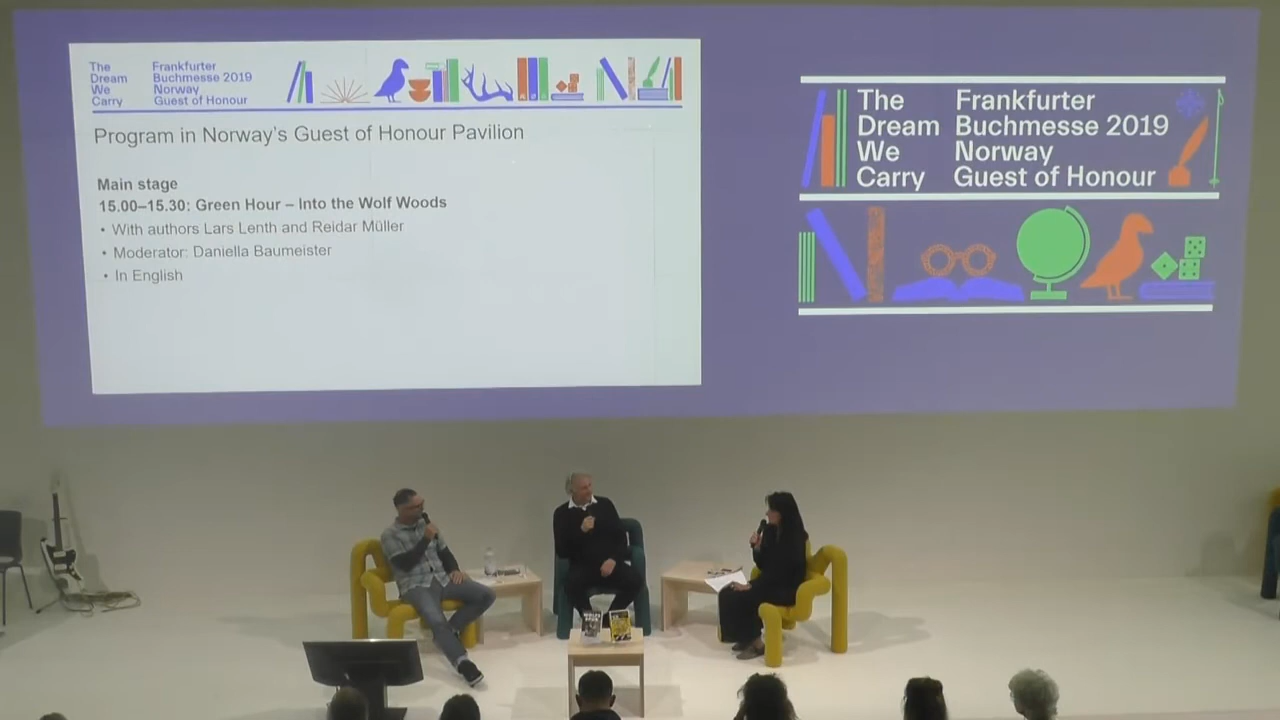 The
Dream
We
Carry
Frankfurter
Buchmesse 2019
Norway
Guest of Honour
Program in Norway's Guest of Honour Pavilion
Main stage
15.00–15.30: Green Hour – Into the Wolf Woods
• With authors Lars Lenth and Reidar Müller
• Moderator: Daniella Baumeister
• In English
The
Dream
We
Carry
Frankfurter
Buchmesse 2019
Norway
Guest of Honour